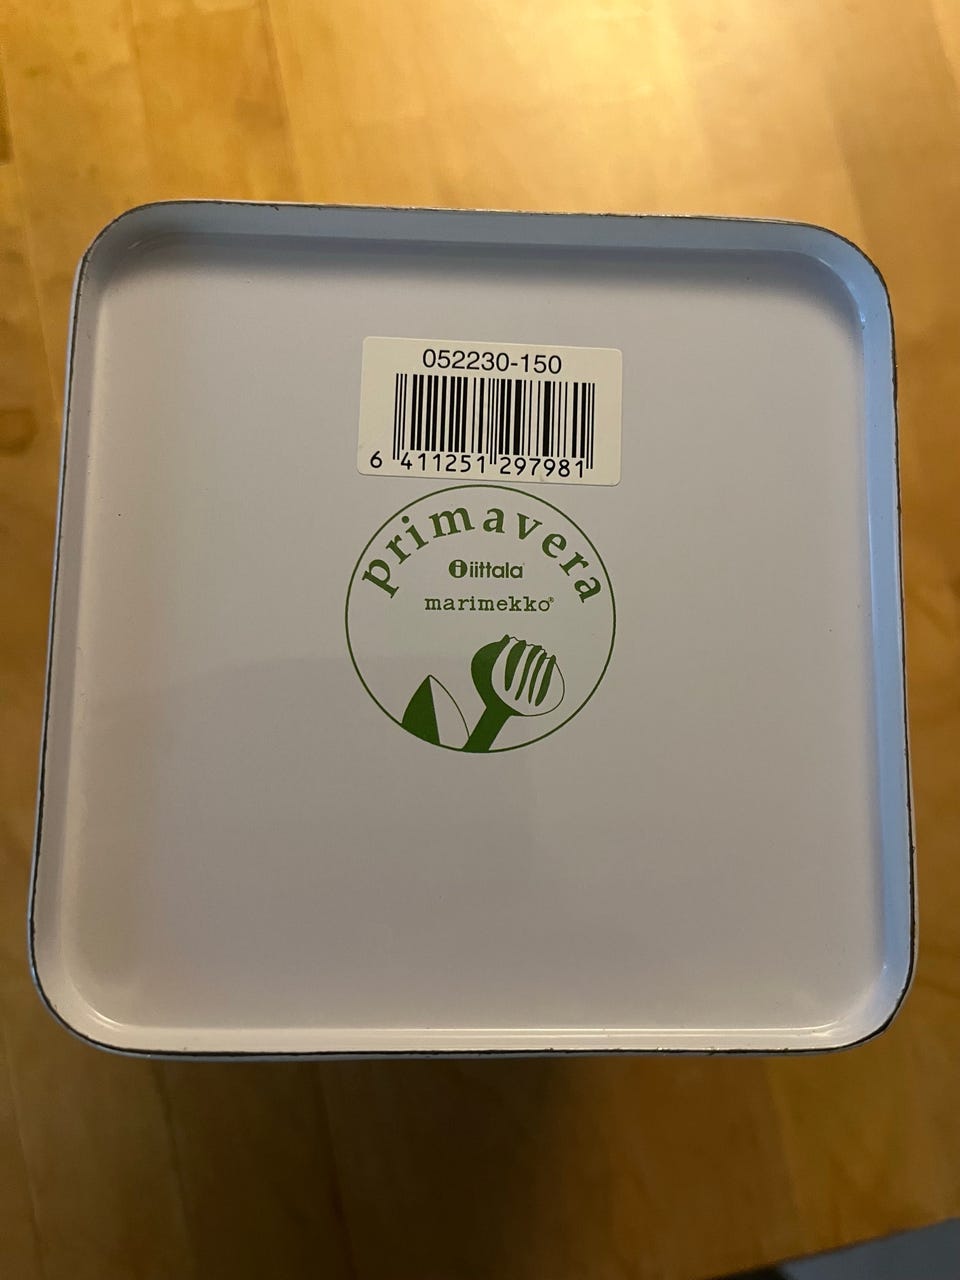 052230-150
6 411251 297981
primavera
iittala
marimekko®